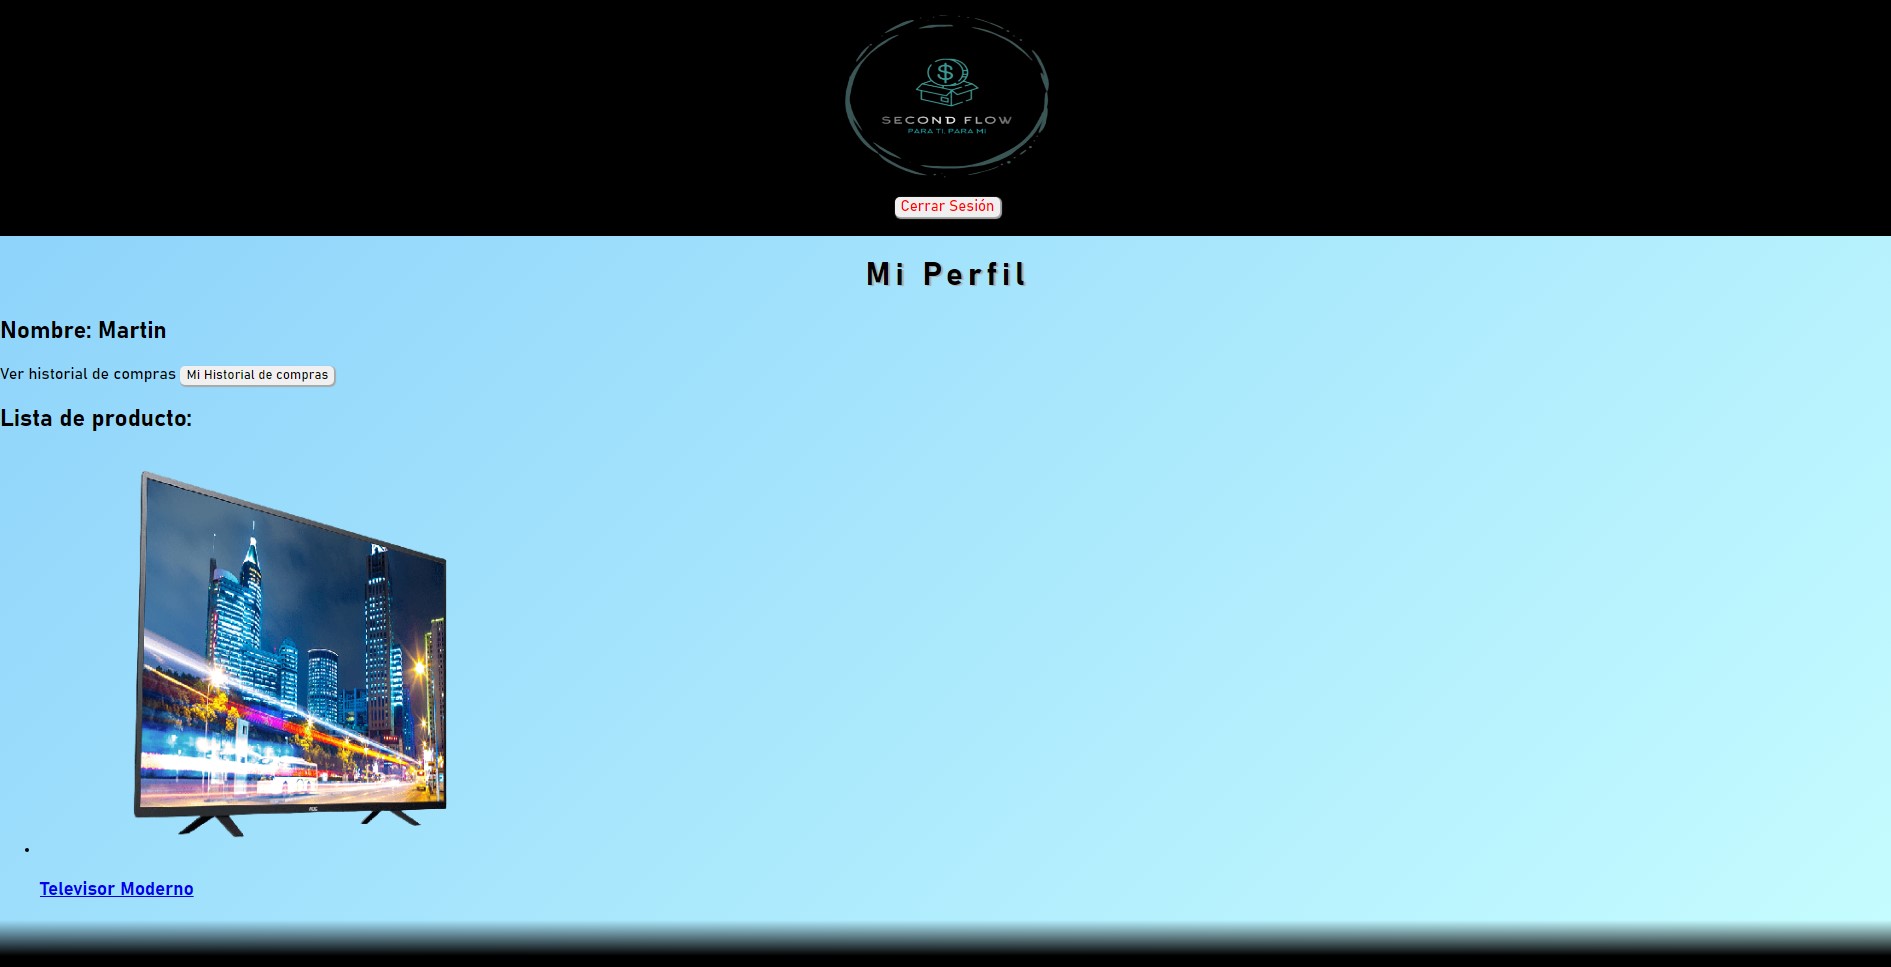 SECOND FLOW
PARA TI, PARA MI
Cerrar Sesión
Mi Perfil
Nombre: Martin
Ver historial de compras Mi Historial de compras
Lista de producto:
AOC
Televisor Moderno